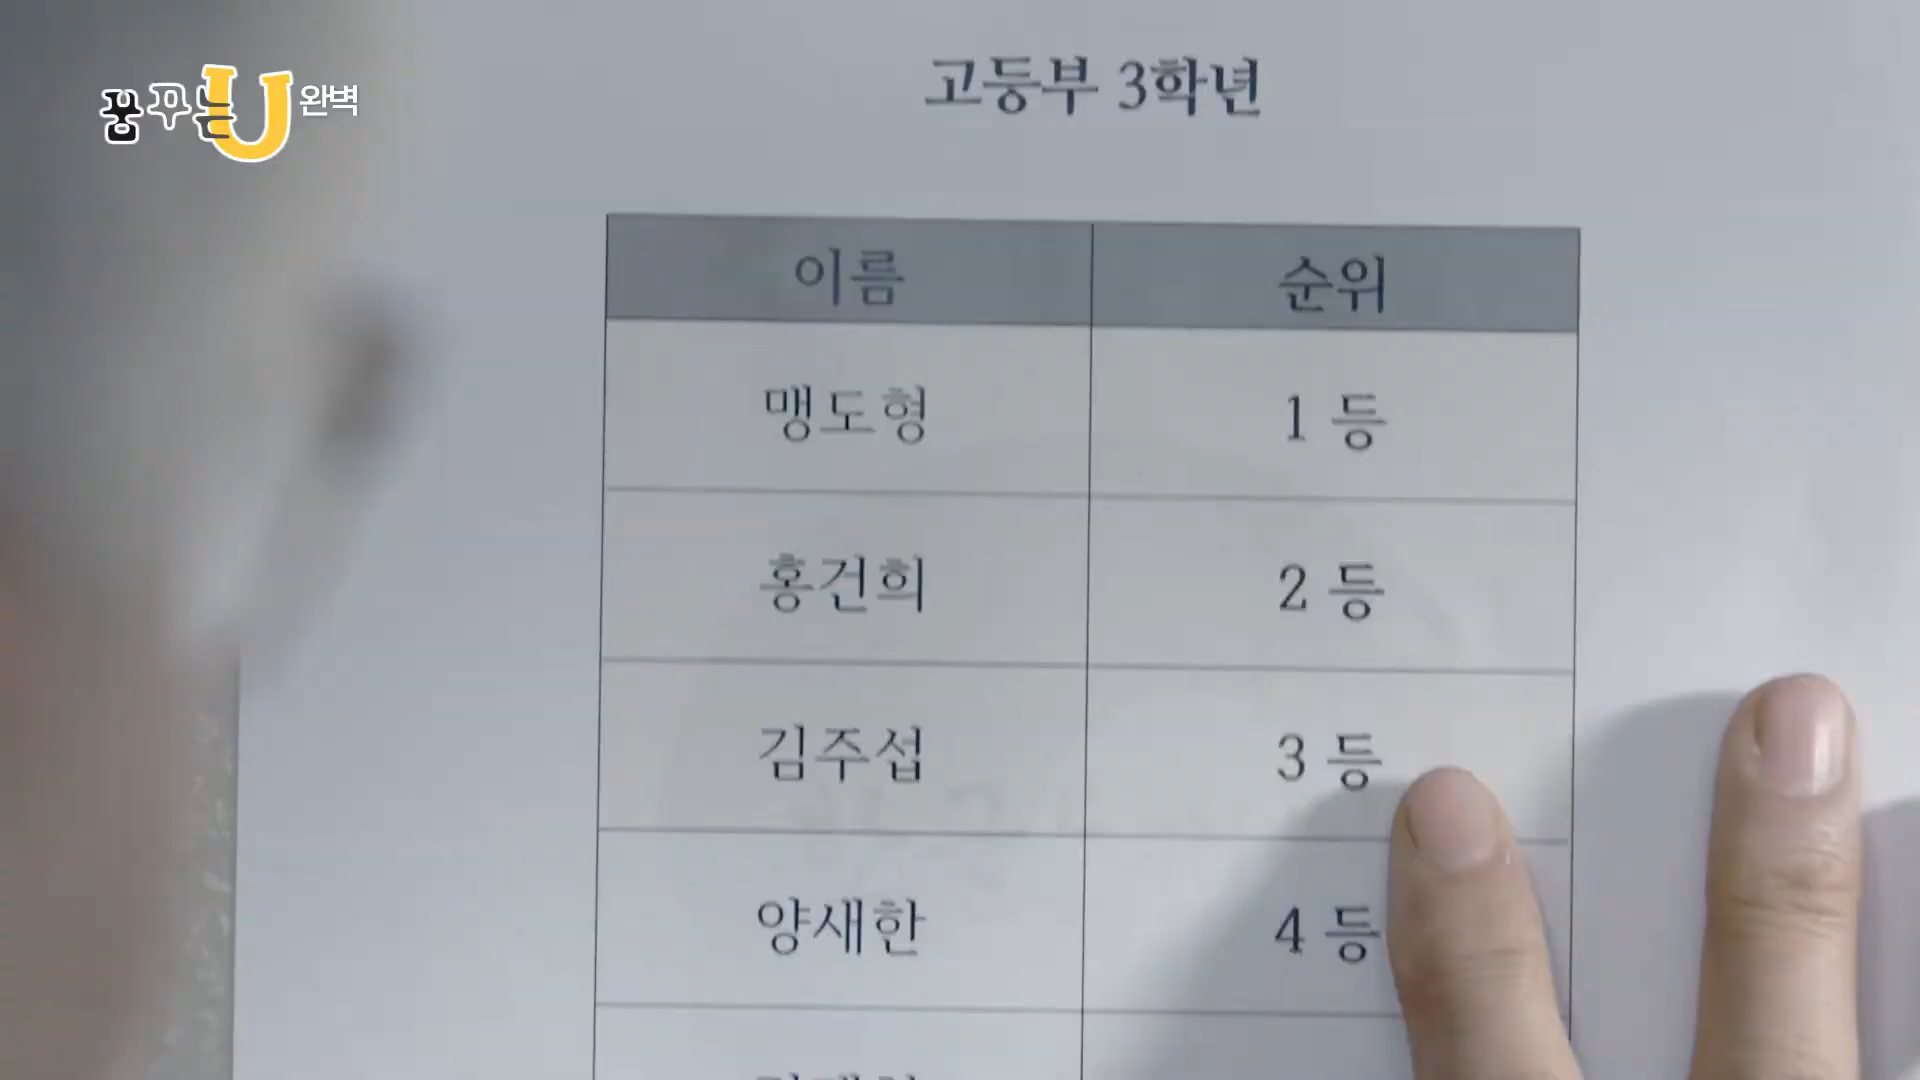 꿈꾸는U 완벽
고등부 3학년
이름 순위
맹도형 1 등
홍건희 2 등
김주섭 3 등
양새한 4 등